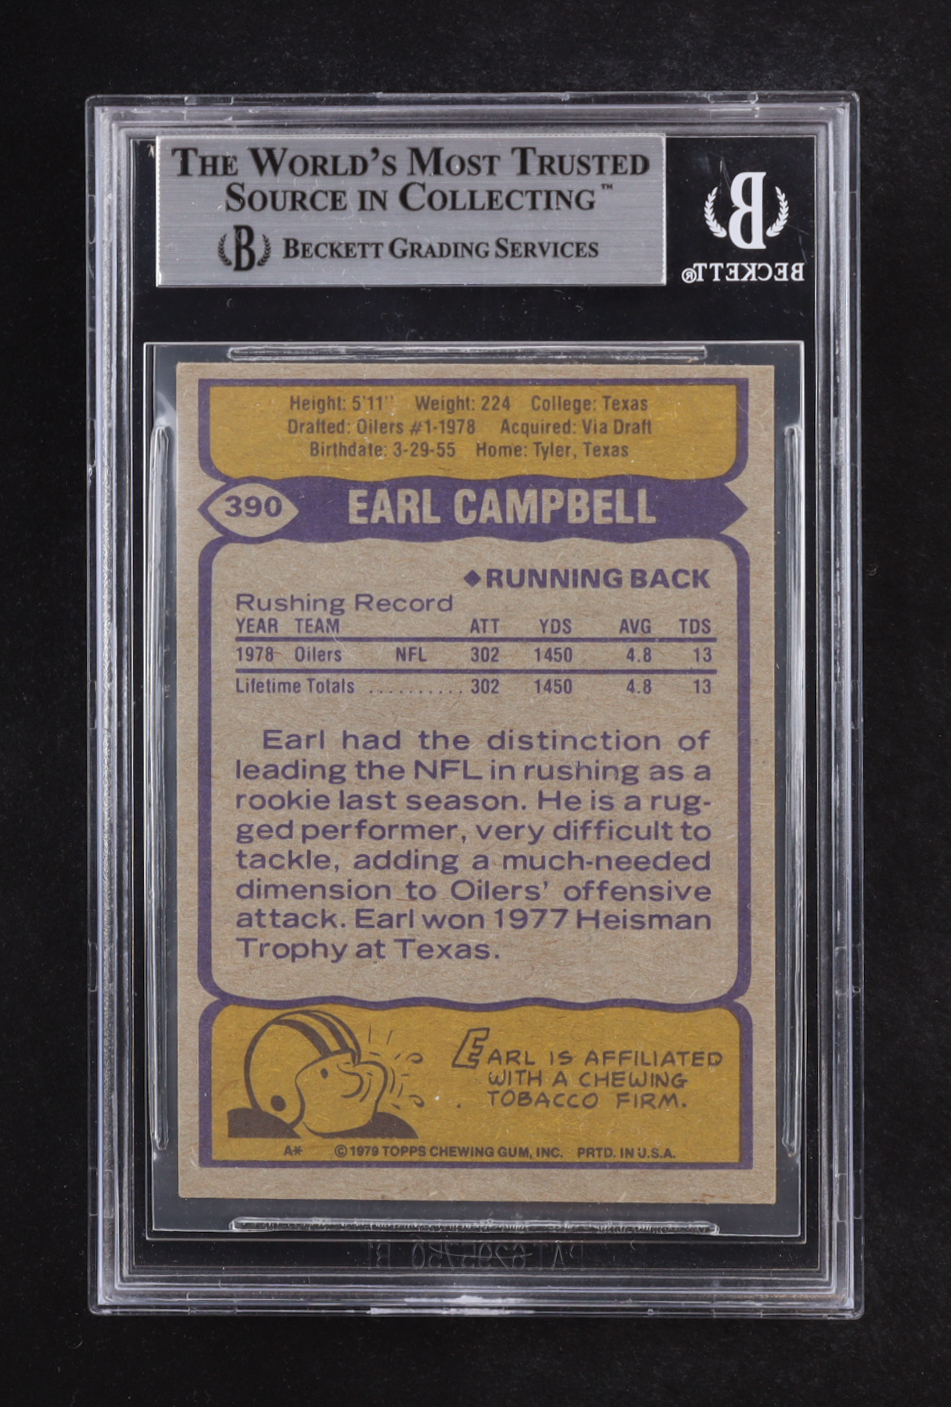 THE WORLD'S MOST TRUSTED
SOURCE IN COLLECTING™
B BECKETT GRADING SERVICES
B
BECKETT®
Height: 5'11'' Weight: 224 College: Texas
Drafted: Oilers #1-1978 Acquired: Via Draft
Birthdate: 3-29-55 Home: Tyler, Texas
390 EARL CAMPBELL
◆RUNNING BACK
Rushing Record
YEAR TEAM ATT YDS AVG TDS
1978 Oilers NFL 302 1450 4.8 13
Lifetime Totals .......... 302 1450 4.8 13
Earl had the distinction of
leading the NFL in rushing as a
rookie last season. He is a rug-
ged performer, very difficult to
tackle, adding a much-needed
dimension to Oilers' offensive
attack. Earl won 1977 Heisman
Trophy at Texas.
EARL IS AFFILIATED
WITH A CHEWING
TOBACCO FIRM.
A* © 1979 TOPPS CHEWING GUM, INC. PRTD. IN U.S.A.